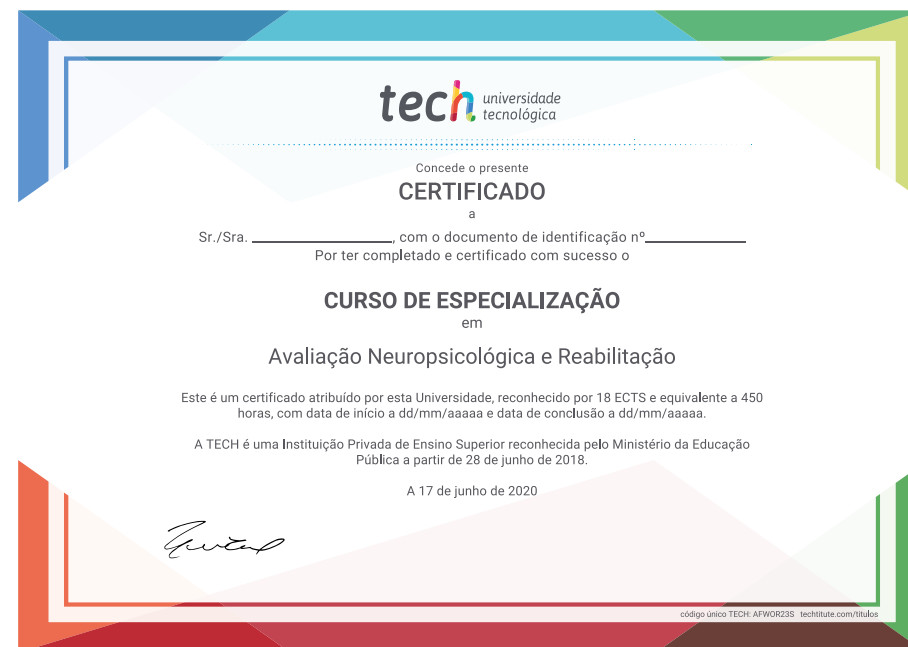 tech universidade
tecnológica
Concede o presente
CERTIFICADO
a
Sr./Sra. ____________________, com o documento de identificação nº______________
Por ter completado e certificado com sucesso o
CURSO DE ESPECIALIZAÇÃO
em
Avaliação Neuropsicológica e Reabilitação
Este é um certificado atribuído por esta Universidade, reconhecido por 18 ECTS e equivalente a 450
horas, com data de início a dd/mm/aaaaa e data de conclusão a dd/mm/aaaaa.
A TECH é uma Instituição Privada de Ensino Superior reconhecida pelo Ministério da Educação
Pública a partir de 28 de junho de 2018.
A 17 de junho de 2020
código único TECH: AFWOR23S techtitute.com/titulos